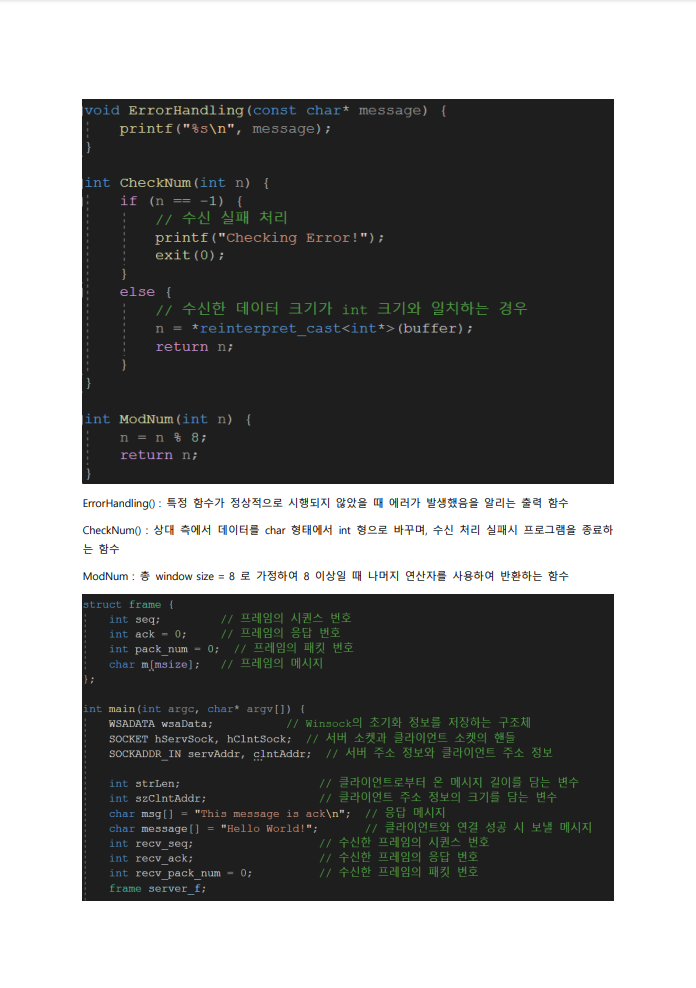 void ErrorHandling(const char* message) {
    printf("%s\n", message);
}
int CheckNum(int n) {
    if (n == -1) {
        // 수신 실패 처리
        printf("Checking Error!");
        exit(0);
    }
    else {
        // 수신한 데이터 크기가 int 크기와 일치하는 경우
        n = *reinterpret_cast<int*>(buffer);
        return n;
    }
}
int ModNum(int n) {
    n = n % 8;
    return n;
}
ErrorHandling() : 특정 함수가 정상적으로 시행되지 않았을 때 에러가 발생했음을 알리는 출력 함수
CheckNum() : 상대 측에서 데이터를 char 형태에서 int 형으로 바꾸며, 수신 처리 실패시 프로그램을 종료하
는 함수
ModNum : 총 window size = 8 로 가정하여 8 이상일 때 나머지 연산자를 사용하여 반환하는 함수
struct frame {
    int seq;        // 프레임의 시퀀스 번호
    int ack = 0;    // 프레임의 응답 번호
    int pack_num = 0;  // 프레임의 패킷 번호
    char m[msize];  // 프레임의 메시지
};
int main(int argc, char* argv[]) {
    WSADATA wsaData;         // Winsock의 초기화 정보를 저장하는 구조체
    SOCKET hServSock, hClntSock;  // 서버 소켓과 클라이언트 소켓의 핸들
    SOCKADDR_IN servAddr, clntAddr;  // 서버 주소 정보와 클라이언트 주소 정보
    int strLen;                   // 클라이언트로부터 온 메시지 길이를 담는 변수
    int szClntAddr;               // 클라이언트 주소 정보의 크기를 담는 변수
    char msg[] = "This message is ack\n";  // 응답 메시지
    char message[] = "Hello World!";       // 클라이언트와 연결 성공 시 보낼 메시지
    int recv_seq;                 // 수신한 프레임의 시퀀스 번호
    int recv_ack;                 // 수신한 프레임의 응답 번호
    int recv_pack_num = 0;        // 수신한 프레임의 패킷 번호
    frame server_f;